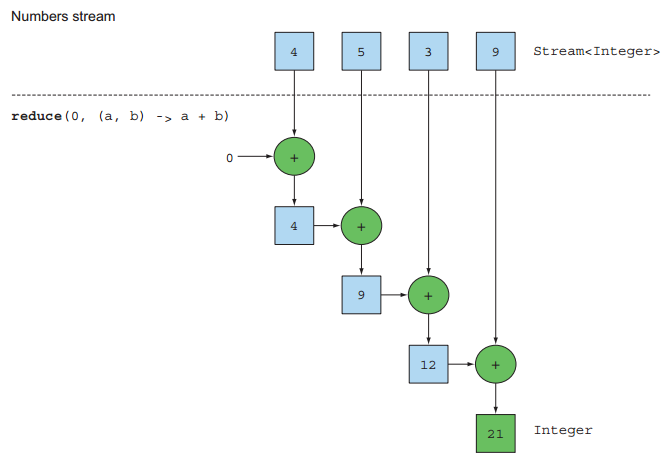 Numbers stream
4 5 3 9 Stream<Integer>
reduce(0, (a, b) -> a + b)
0 +
4 +
9 +
12 +
21 Integer